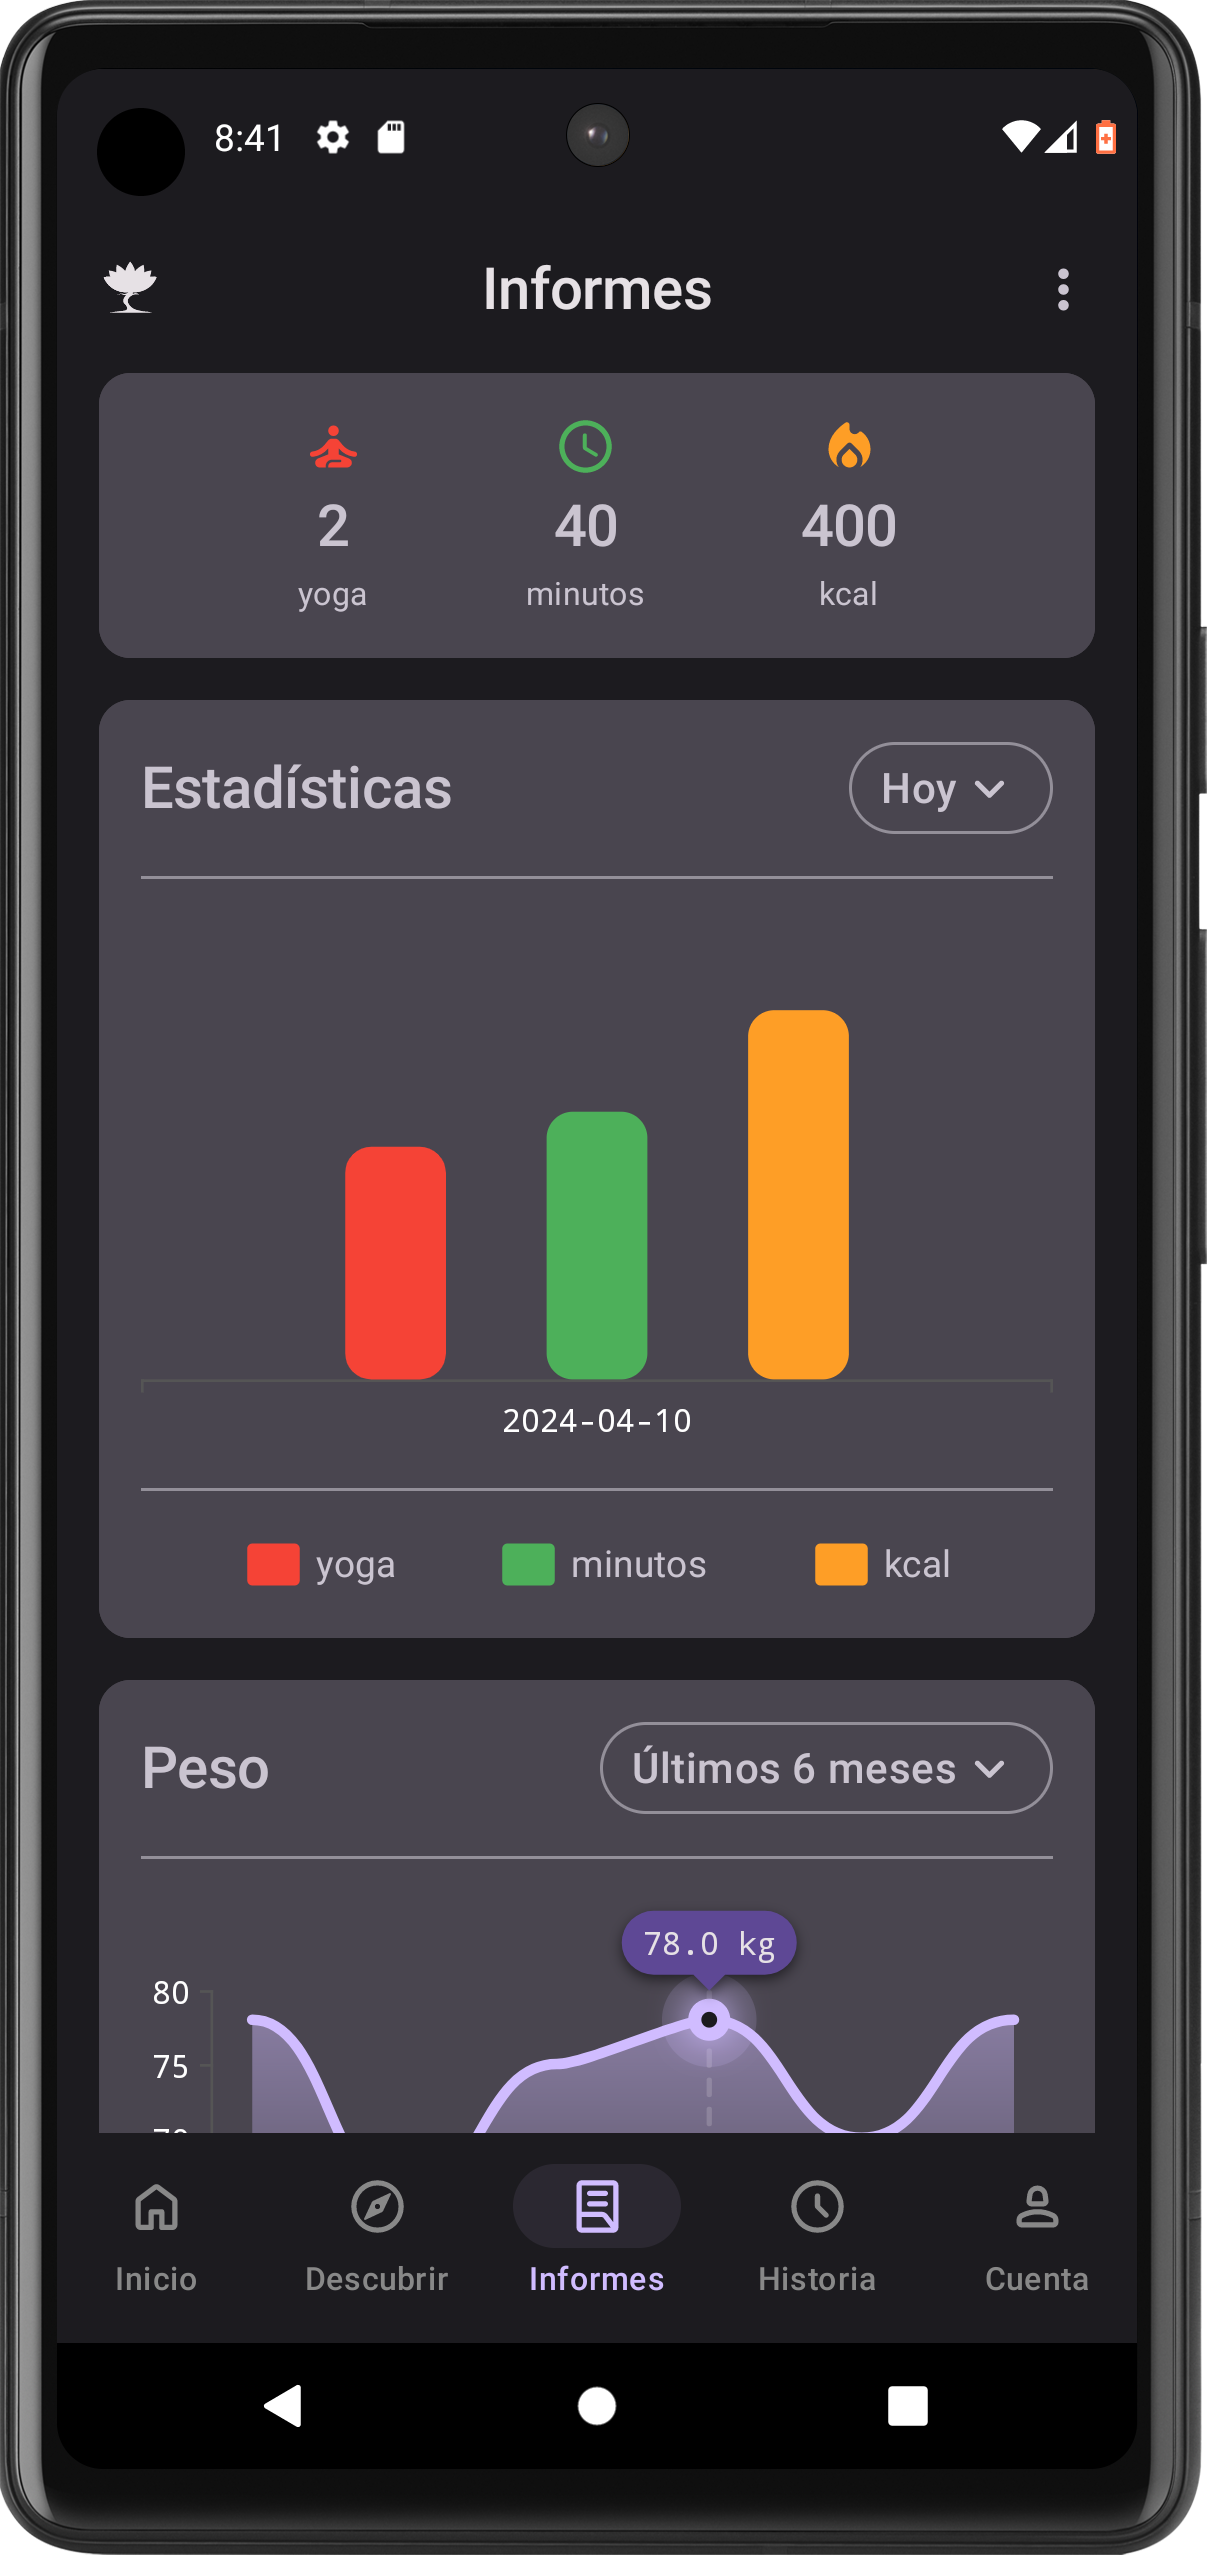 8:41
Informes
2 40 400
yoga minutos kcal
Estadísticas Hoy
2024-04-10
yoga minutos kcal
Peso Últimos 6 meses
78.0 kg
80
75
Inicio Descubrir Informes Historia Cuenta